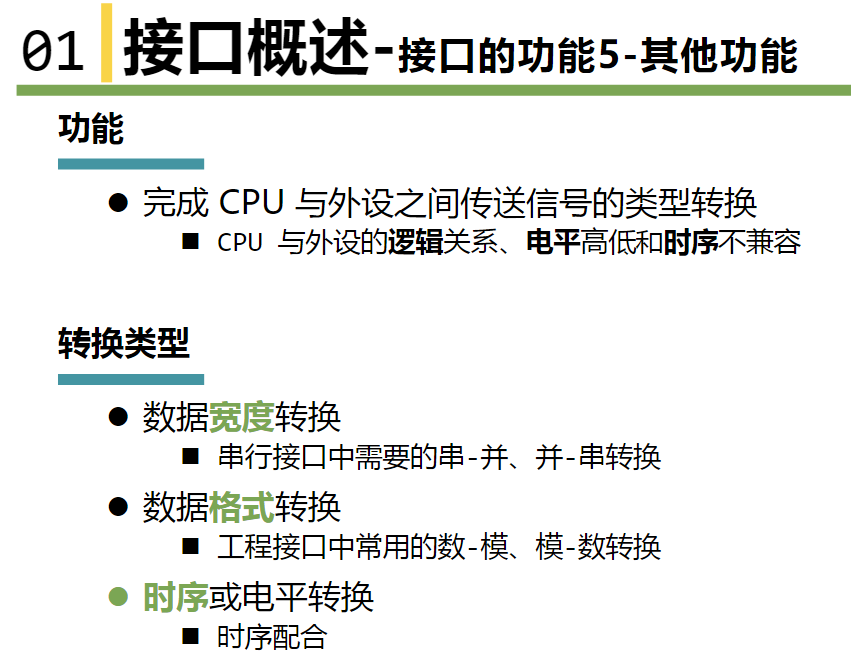 01 接口概述-接口的功能5-其他功能
功能
● 完成 CPU 与外设之间传送信号的类型转换
■ CPU 与外设的逻辑关系、电平高低和时序不兼容
转换类型
● 数据宽度转换
■ 串行接口中需要的串-并、并-串转换
● 数据格式转换
■ 工程接口中常用的数-模、模-数转换
● 时序或电平转换
■ 时序配合